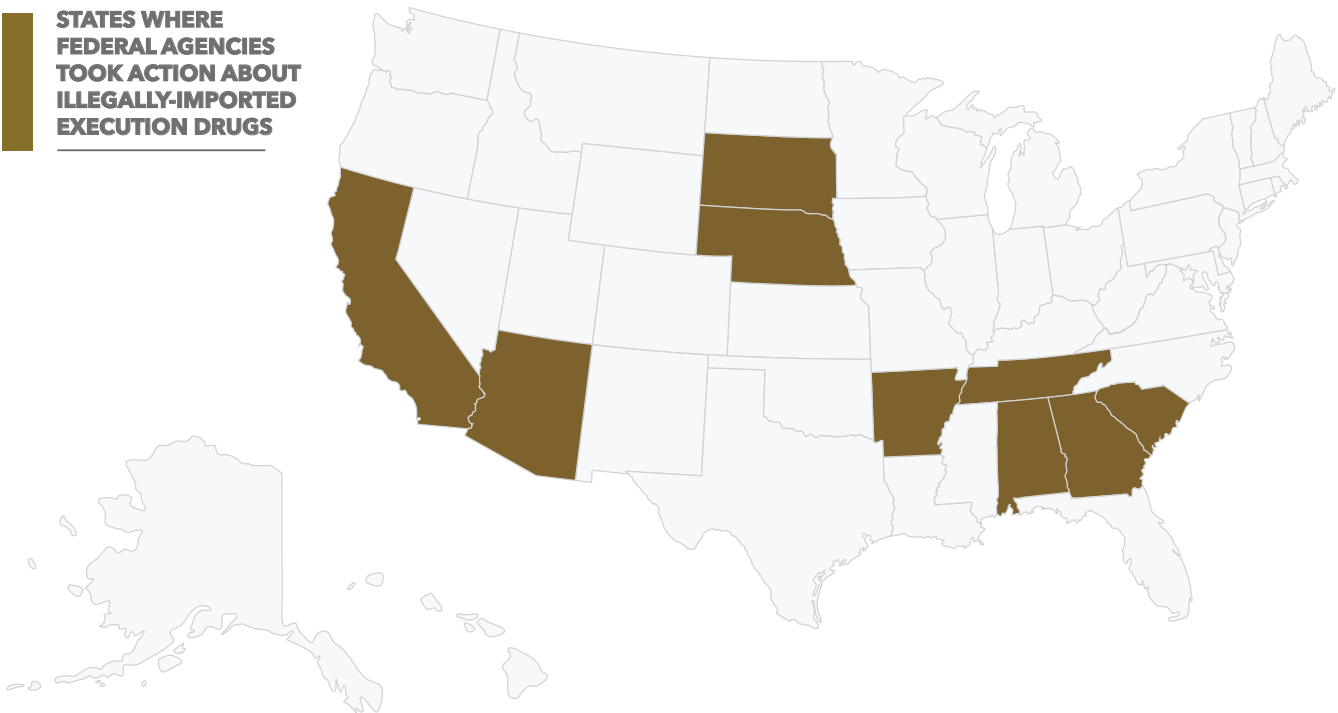 STATES WHERE
FEDERAL AGENCIES
TOOK ACTION ABOUT
ILLEGALLY-IMPORTED
EXECUTION DRUGS